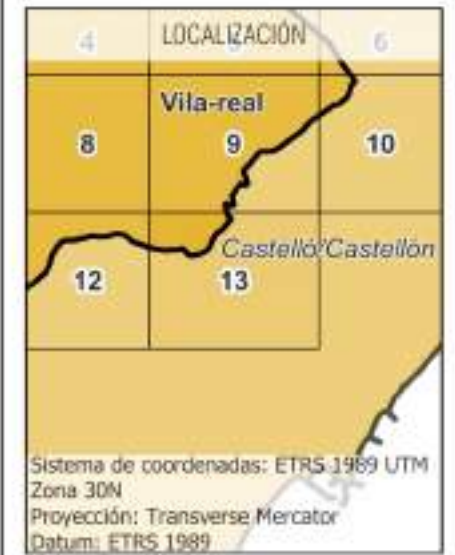 LOCALIZACIÓN
4 5 6
Vila-real
8 9 10
Castelló/Castellón
12 13
Sistema de coordenadas: ETRS 1989 UTM
Zona 30N
Proyección: Transverse Mercator
Datum: ETRS 1989